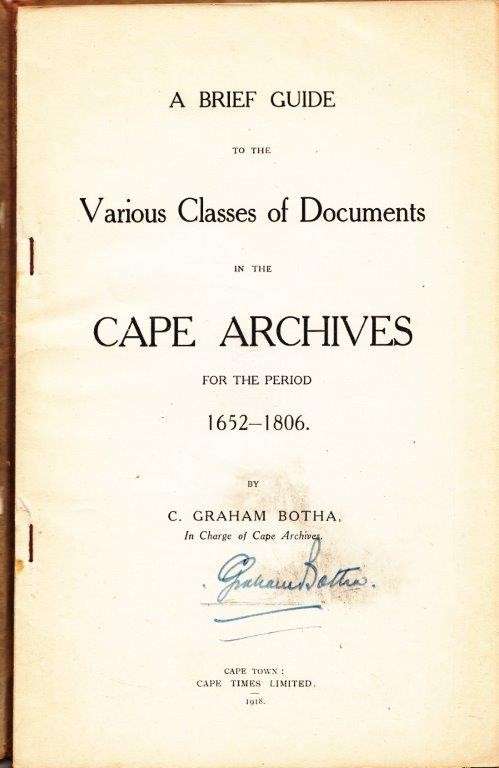 A BRIEF GUIDE
TO THE
Various Classes of Documents
IN THE
CAPE ARCHIVES
FOR THE PERIOD
1652–1806.
BY
C. GRAHAM BOTHA,
In Charge of Cape Archives.
Graham Botha.
CAPE TOWN:
CAPE TIMES LIMITED.
1918.